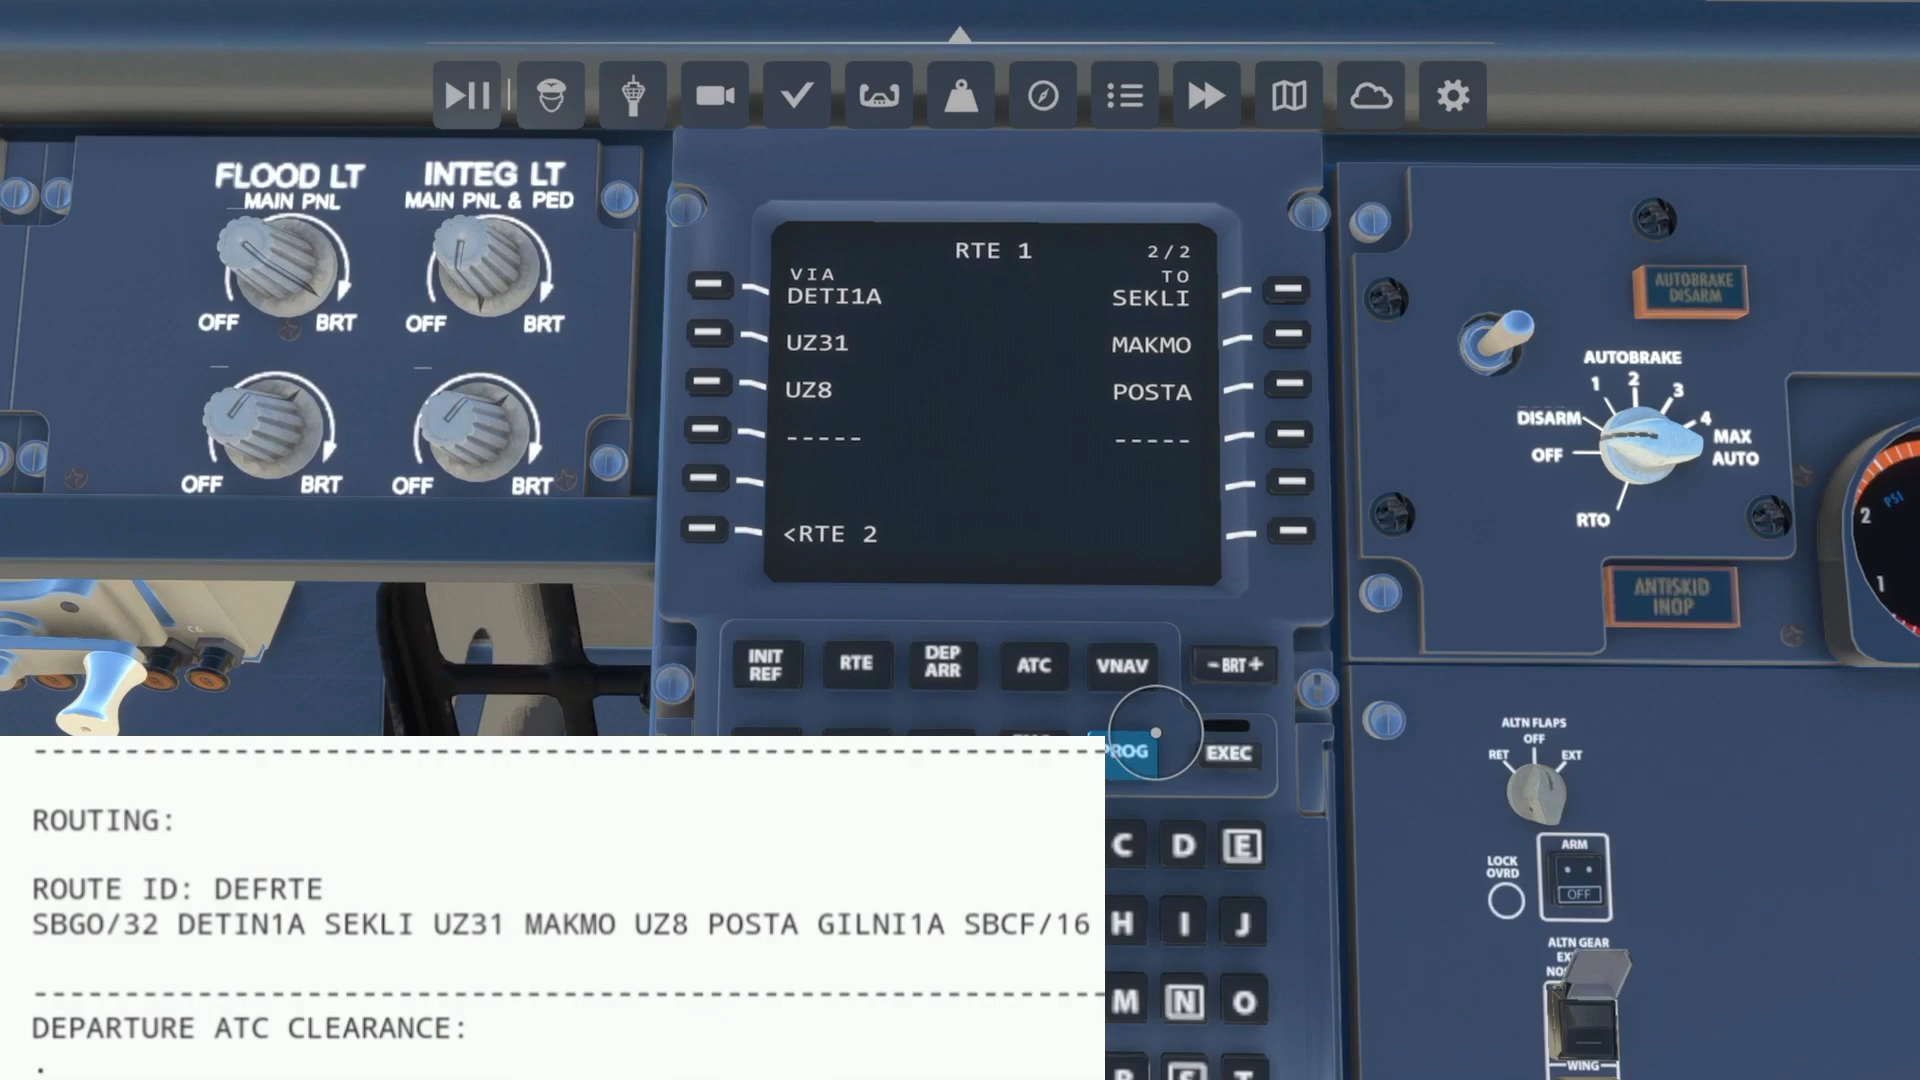 FLOOD LT
MAIN PNL
OFF BRT
INTEG LT
MAIN PNL & PED
OFF BRT
OFF BRT
OFF BRT
RTE 1 2/2
VIA TO
DETI1A SEKLI
UZ31 MAKMO
UZ8 POSTA
----- -----
<RTE 2
INIT REF
RTE
DEP ARR
ATC
VNAV
- BRT +
PROG
EXEC
C D E
H I J
M N O
AUTOBRAKE
DISARM
AUTOBRAKE
1 2 3 4
DISARM
MAX
AUTO
OFF
RTO
ANTISKID
INOP
PSI
2
1
ALTN FLAPS
OFF
RET EXT
ARM
LOCK
OVRD
OFF
ALTN GEAR
WING
ROUTING:
ROUTE ID: DEFRTE
SBGO/32 DETIN1A SEKLI UZ31 MAKMO UZ8 POSTA GILNI1A SBCF/16
DEPARTURE ATC CLEARANCE:
.